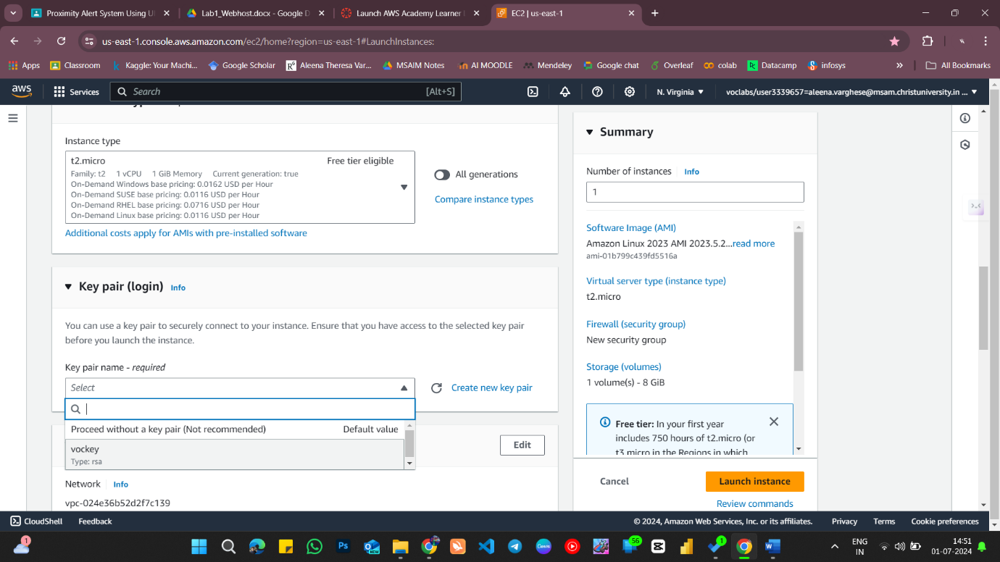 Proximity Alert System Using U
Lab1_Webhost.docx - Google D
Launch AWS Academy Learner
EC2 | us-east-1
us-east-1.console.aws.amazon.com/ec2/home?region=us-east-1#LaunchInstances:
Apps
Classroom
Kaggle: Your Machi...
Google Scholar
Aleena Theresa Var...
MSAIM Notes
AI MOODLE
Mendeley
Google chat
Overleaf
colab
Datacamp
infosys
All Bookmarks
aws
Services
Search
[Alt+S]
N. Virginia
voclabs/user3339657=aleena.varghese@msam.christuniversity.in ...
Instance type
t2.micro
Free tier eligible
Family: t2 1 vCPU 1 GiB Memory Current generation: true
On-Demand Windows base pricing: 0.0162 USD per Hour
On-Demand SUSE base pricing: 0.0116 USD per Hour
On-Demand RHEL base pricing: 0.0716 USD per Hour
On-Demand Linux base pricing: 0.0116 USD per Hour
All generations
Compare instance types
Additional costs apply for AMIs with pre-installed software
Key pair (login) Info
You can use a key pair to securely connect to your instance. Ensure that you have access to the selected key pair
before you launch the instance.
Key pair name - required
Select
Create new key pair
Proceed without a key pair (Not recommended)
Default value
vockey
Type: rsa
Edit
Network Info
vpc-024e36b52d2f7c139
Summary
Number of instances Info
1
Software Image (AMI)
Amazon Linux 2023 AMI 2023.5.2...read more
ami-01b799c439fd5516a
Virtual server type (instance type)
t2.micro
Firewall (security group)
New security group
Storage (volumes)
1 volume(s) - 8 GiB
Free tier: In your first year
includes 750 hours of t2.micro (or
t3.micro in the Regions in which
Cancel
Launch instance
Review commands
CloudShell
Feedback
© 2024, Amazon Web Services, Inc. or its affiliates.
Privacy
Terms
Cookie preferences
1
Ps
NEW
56
1
ENG
IN
14:51
01-07-2024